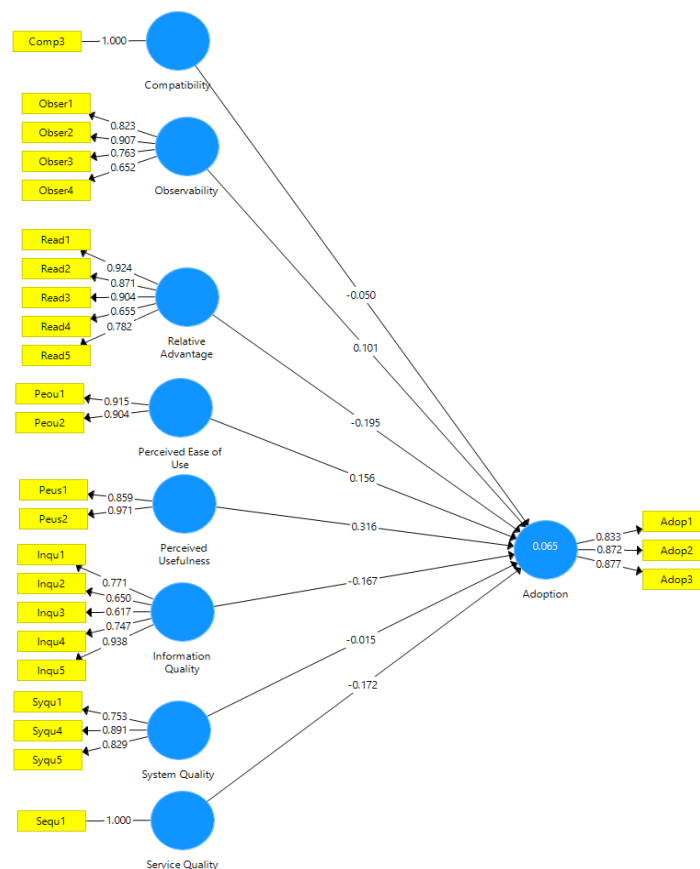 Comp3
1.000
Compatibility
Obser1
Obser2
Obser3
Obser4
0.823
0.907
0.763
0.652
Observability
Read1
Read2
Read3
Read4
Read5
0.924
0.871
0.904
0.655
0.782
Relative
Advantage
Peou1
Peou2
0.915
0.904
Perceived Ease of
Use
Peus1
Peus2
0.859
0.971
Perceived
Usefulness
Inqu1
Inqu2
Inqu3
Inqu4
Inqu5
0.771
0.650
0.617
0.747
0.938
Information
Quality
Syqu1
Syqu4
Syqu5
0.753
0.891
0.829
System Quality
Sequ1
1.000
Service Quality
-0.050
0.101
-0.195
0.156
0.316
-0.167
-0.015
-0.172
0.065
Adoption
0.833
0.872
0.877
Adop1
Adop2
Adop3